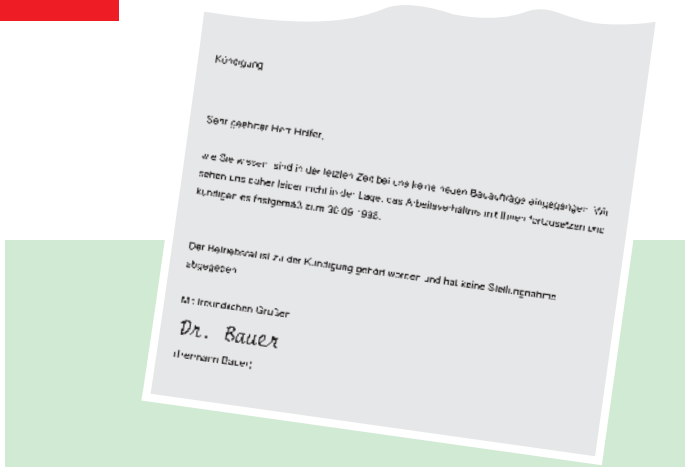 Kündigung
Sehr geehrter Herr
wie Sie wissen, sind in der letzten Zeit bei uns keine neuen Bauaufträge eingegangen. Wir
sehen uns daher leider nicht in der Lage, das Arbeitsverhältnis mit Ihnen fortzusetzen und
kündigen es fristgemäß zum 30.09.1998.
Der Betriebsrat ist zu der Kündigung gehört worden und hat keine Stellungnahme
abgegeben
Mit freundlichen Grüßen
Dr. Bauer
Bauer)